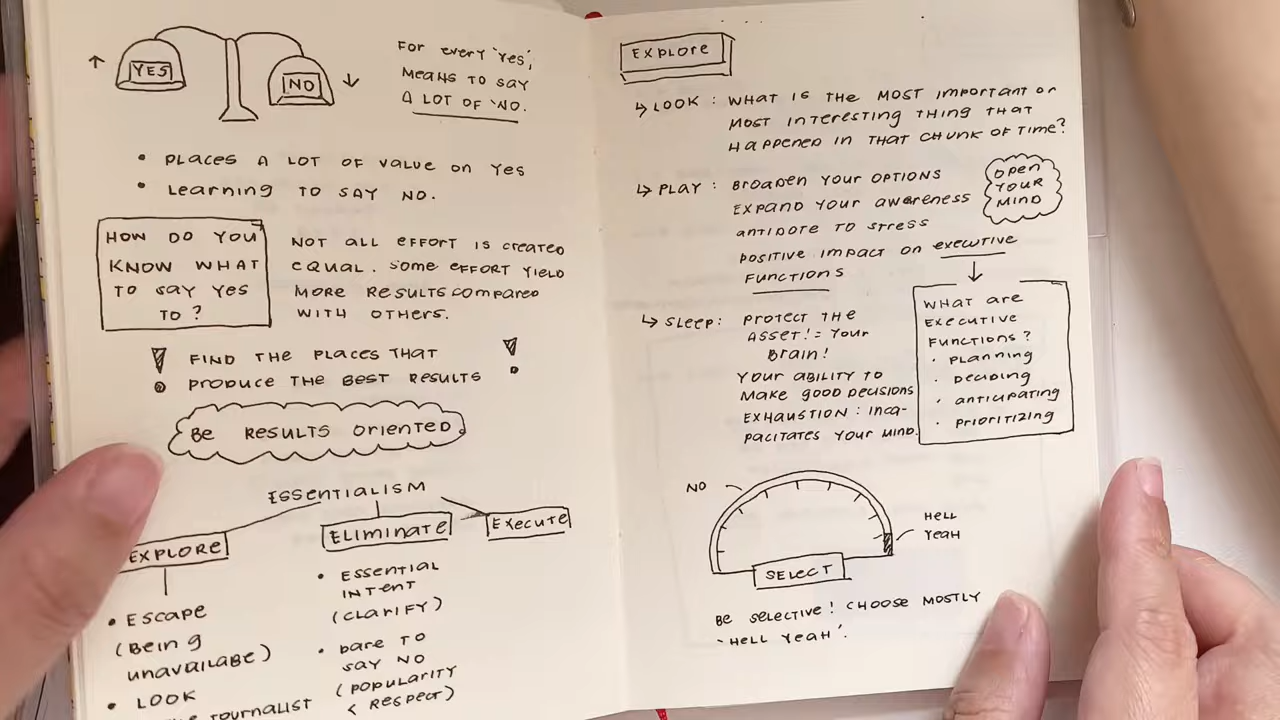 YES
NO
For every 'yes',
means to say
a lot of 'no.
• Places a lot of value on yes
• Learning to say no.
How do you
know what
to say yes
to?
Not all effort is created
equal. Some effort yield
more results compared
with others.
Find the places that
produce the best results
Be results oriented.
Essentialism
Explore
Eliminate
Execute
• Escape
(Being
unavailabe)
• Look
Journalist
• Essential
intent
(clarify)
• Dare to
say no
(popularity
< respect)
Explore
↳ Look : What is the most important or
most interesting thing that
happened in that chunk of time?
↳ Play : Broaden your options
expand your awareness
antidote to stress
positive impact on executive
functions
Open
your
mind
What are
executive
functions?
• planning
• deciding
• anticipating
• prioritizing
↳ Sleep: Protect the
asset! = your
brain!
Your ability to
make good decisions
Exhaustion : inca-
pacitates your mind.
NO
Hell
yeah
SELECT
Be selective! Choose mostly
'Hell yeah'.